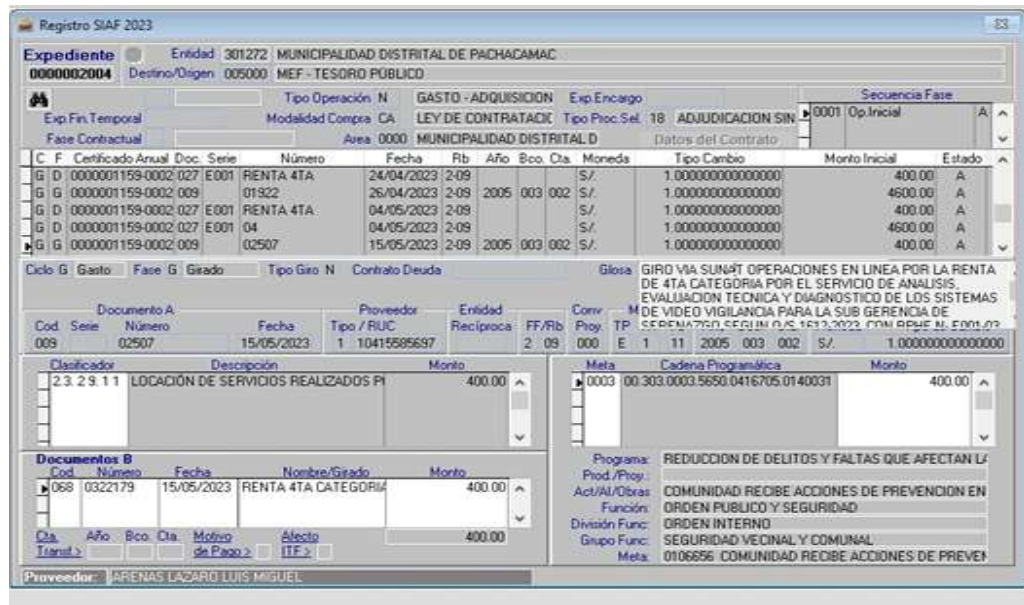 Registro SIAF 2023
Expediente Entidad 301272 MUNICIPALIDAD DISTRITAL DE PACHACAMAC
0000002004 Destino/Origen 005000 MEF - TESORO PÚBLICO
Tipo Operación N GASTO - ADQUISICION Exp.Encargo Secuencia Fase
Exp.Fin.Temporal Modalidad Compra CA LEY DE CONTRATACIC Tipo Proc.Sel. 18 ADJUDICACION SIN 0001 Op.Inicial A
Fase Contractual Area 0000 MUNICIPALIDAD DISTRITAL D Datos del Contrato
C F Certificado Anual Doc. Serie Número Fecha Rb Año Bco. Cta. Moneda Tipo Cambio Monto Inicial Estado
G D 0000001159-0002 027 E001 RENTA 4TA 24/04/2023 2-09 S/. 1.000000000000000 400.00 A
G G 0000001159-0002 009 01922 26/04/2023 2-09 2005 003 002 S/. 1.000000000000000 4600.00 A
G D 0000001159-0002 027 E001 RENTA 4TA 04/05/2023 2-09 S/. 1.000000000000000 400.00 A
G D 0000001159-0002 027 E001 04 04/05/2023 2-09 S/. 1.000000000000000 4600.00 A
G G 0000001159-0002 009 02507 15/05/2023 2-09 2005 003 002 S/. 1.000000000000000 400.00 A
Ciclo G Gasto Fase G Girado Tipo Giro N Contrato Deuda Glosa GIRO VIA SUNAT OPERACIONES EN LINEA POR LA RENTA
DE 4TA CATEGORIA POR EL SERVICIO DE ANALISIS,
EVALUACION TECNICA Y DIAGNOSTICO DE LOS SISTEMAS
DE VIDEO VIGILANCIA PARA LA SUB GERENCIA DE
SERENAZGO SEGUN O/S 1612-2023 CON RPHE N- E001-03
Documento A Proveedor Entidad Conv M
Cod. Serie Número Fecha Tipo / RUC Recíproca FF/Rb Proy. TP
009 02507 15/05/2023 1 10415585697 2 09 000 E 1 11 2005 003 002 S/. 1.000000000000000
Clasificador Descripción Monto Meta Cadena Programática Monto
2.3. 2 9. 1 1 LOCACIÓN DE SERVICIOS REALIZADOS P 400.00 0003 00.303.0003.5650.0416705.0140031 400.00
Documentos B
Cod Número Fecha Nombre/Girado Monto
068 0322179 15/05/2023 RENTA 4TA CATEGORIA 400.00
400.00
Cta. Año Bco. Cta. Motivo Afecto
Transf.> de Pago > ITF >
Programa: REDUCCION DE DELITOS Y FALTAS QUE AFECTAN LA
Prod./Proy.:
Act/AI/Obras COMUNIDAD RECIBE ACCIONES DE PREVENCION EN
Función: ORDEN PUBLICO Y SEGURIDAD
División Func: ORDEN INTERNO
Grupo Func: SEGURIDAD VECINAL Y COMUNAL
Meta: 0106656 COMUNIDAD RECIBE ACCIONES DE PREVEN
Proveedor: ARENAS LAZARO LUIS MIGUEL